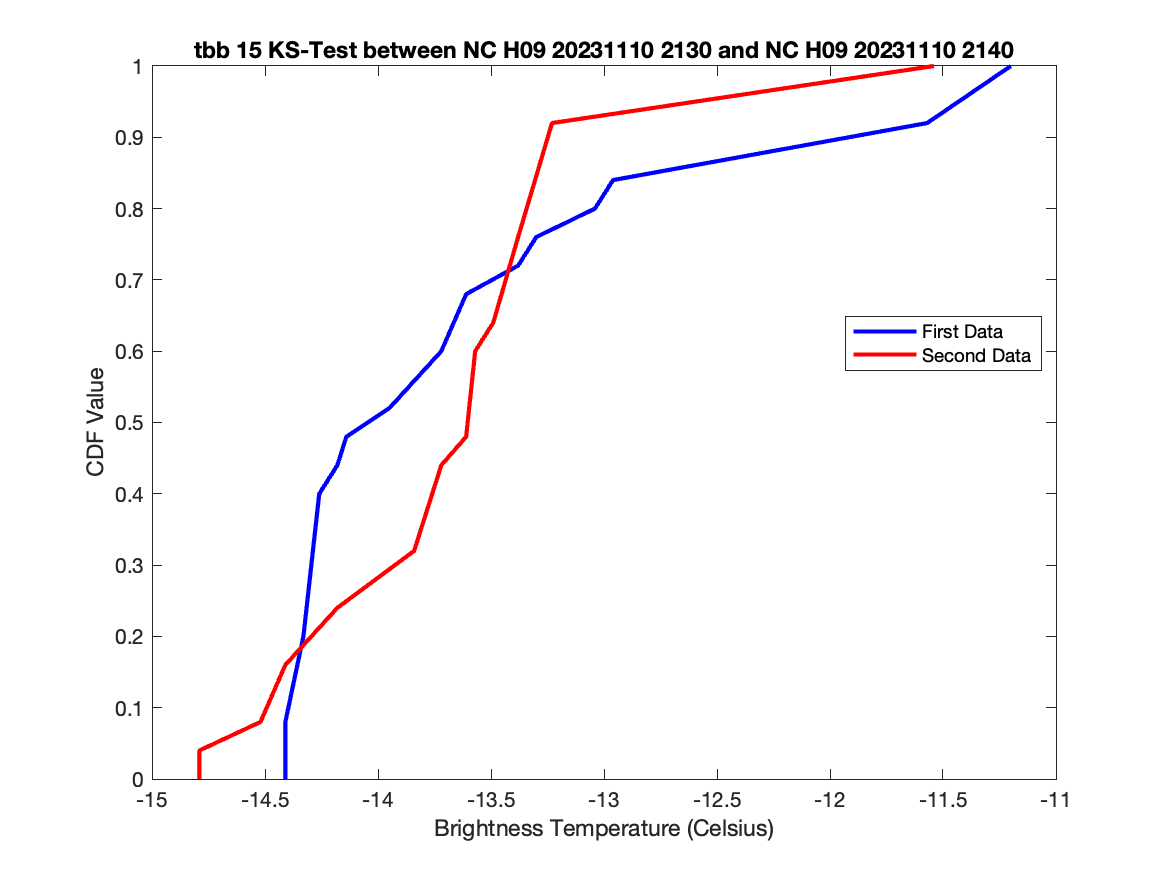 tbb 15 KS-Test between NC H09 20231110 2130 and NC H09 20231110 2140
1
0.9
0.8
0.7
0.6
0.5
0.4
0.3
0.2
0.1
0
CDF Value
First Data
Second Data
-15 -14.5 -14 -13.5 -13 -12.5 -12 -11.5 -11
Brightness Temperature (Celsius)